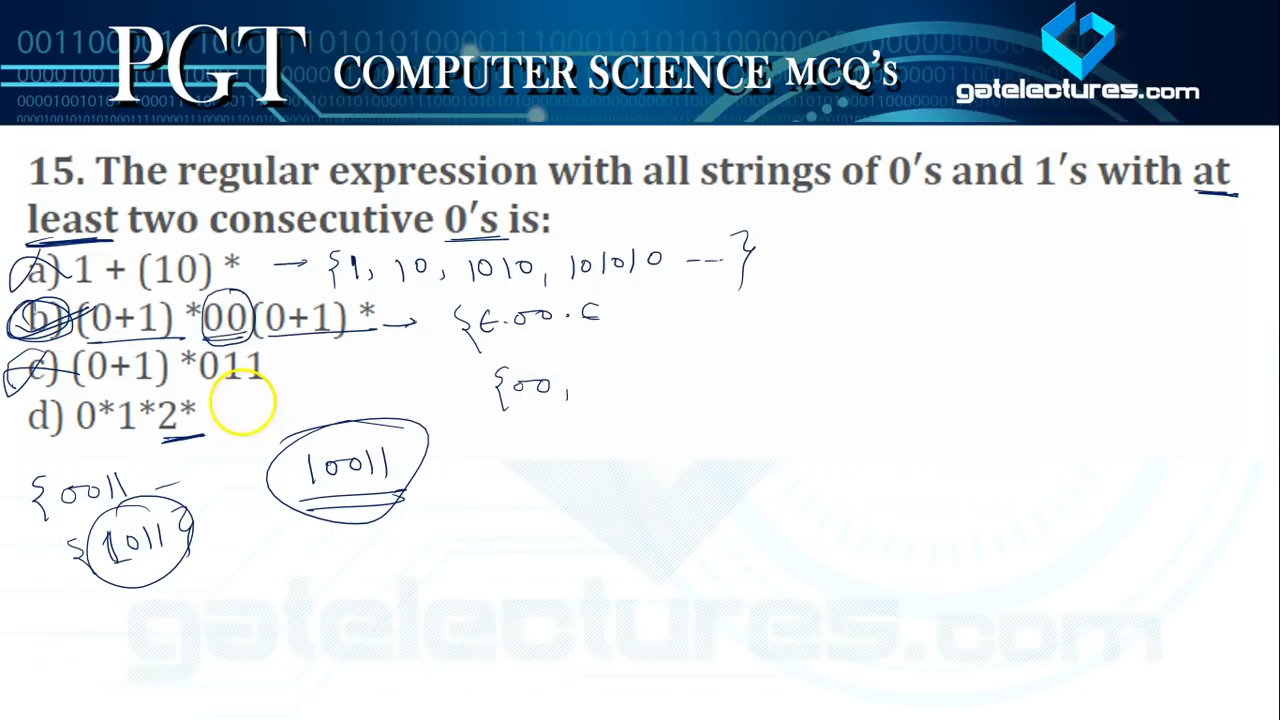 PGT COMPUTER SCIENCE MCQ'S
gatelectures.com
15. The regular expression with all strings of 0's and 1's with at
least two consecutive 0's is:
a) 1 + (10) * → {1, 10, 1010, 101010 --- }
b) (0+1) *00(0+1) * → {ϵ.00.ϵ
c) (0+1) *011
{00,
d) 0*1*2*
10011
{0011 -
{1011 }
gatelectures.com